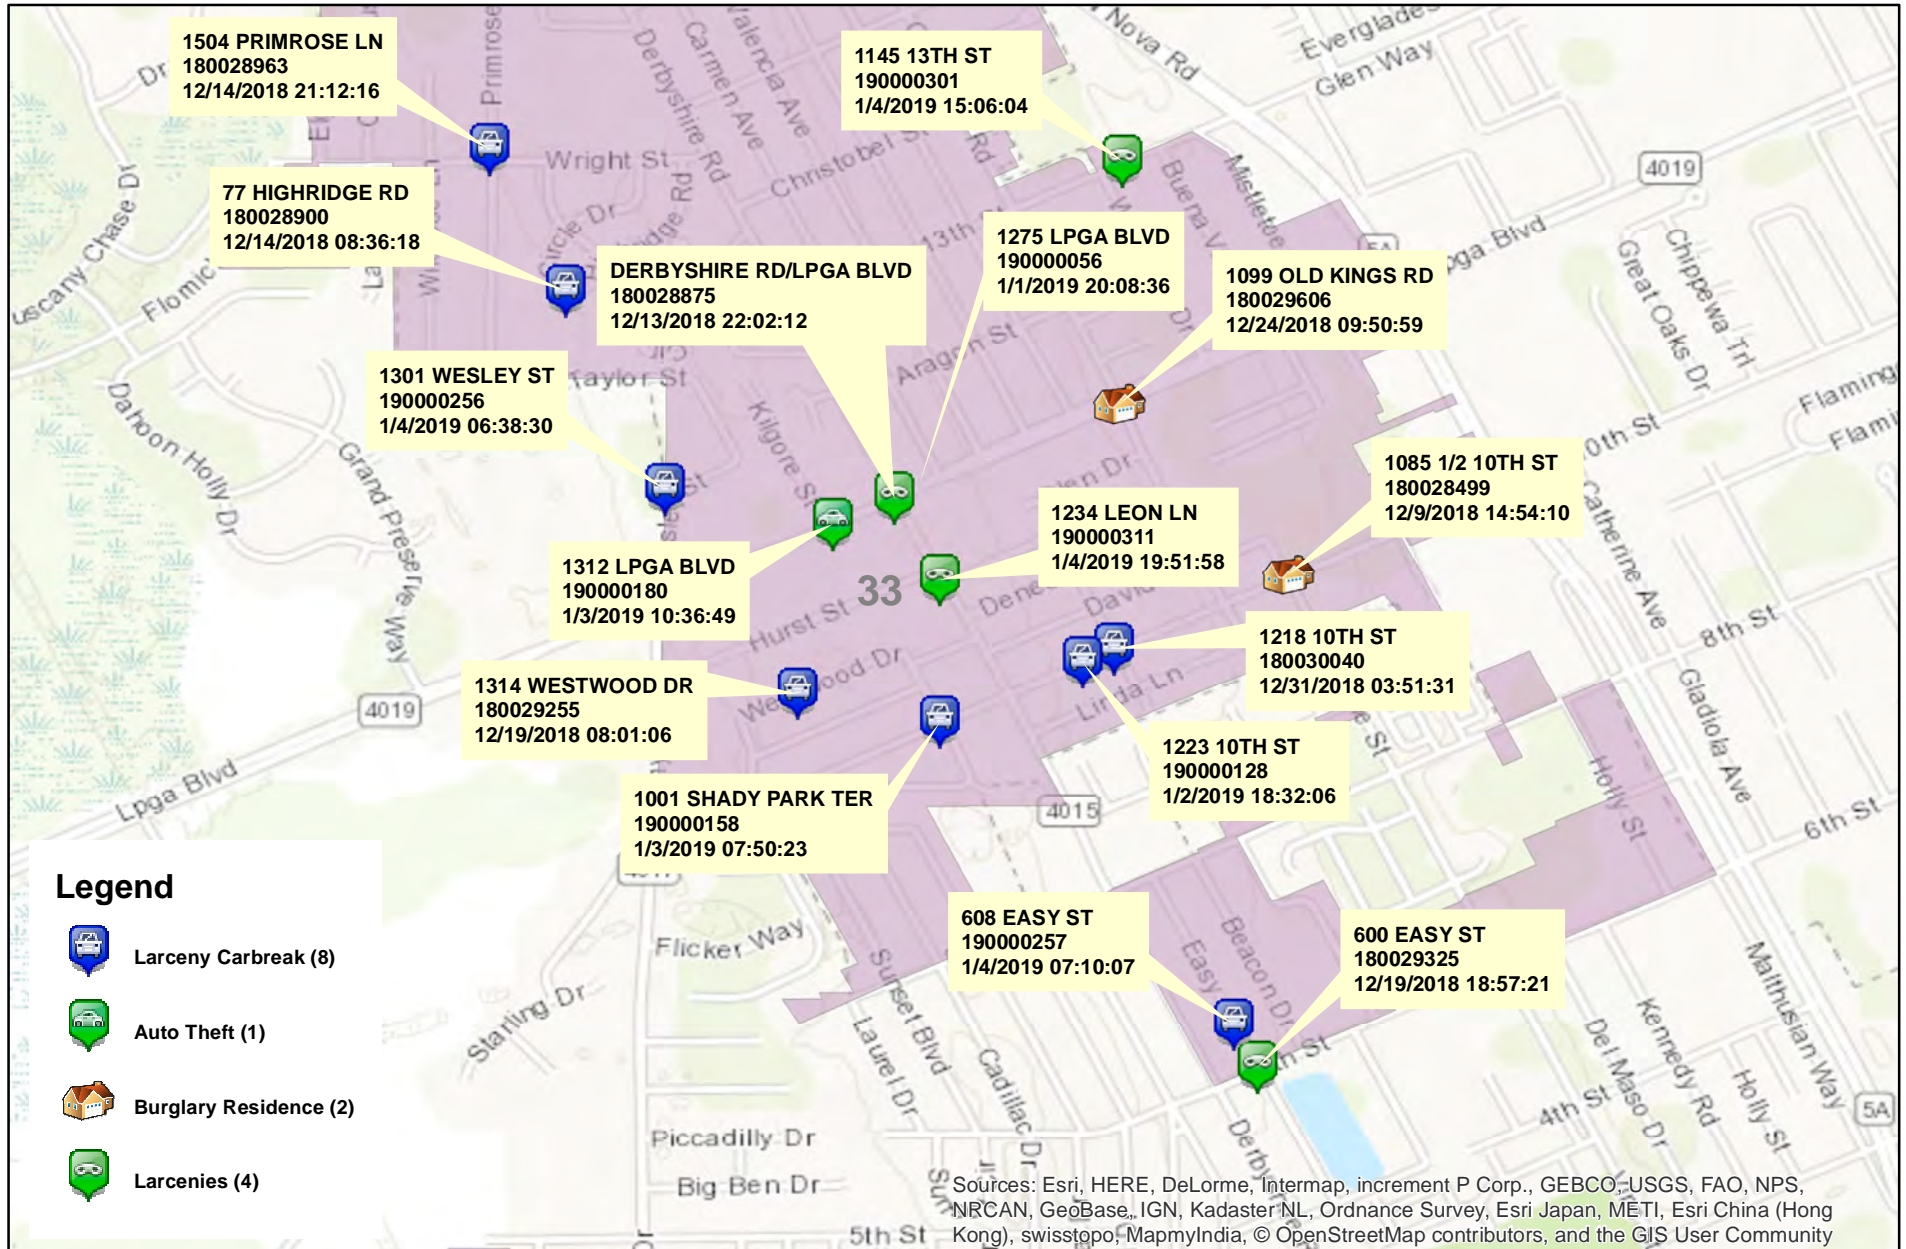 1504 PRIMROSE LN
180028963
12/14/2018 21:12:16
1145 13TH ST
190000301
1/4/2019 15:06:04
77 HIGHRIDGE RD
180028900
12/14/2018 08:36:18
DERBYSHIRE RD/LPGA BLVD
180028875
12/13/2018 22:02:12
1275 LPGA BLVD
190000056
1/1/2019 20:08:36
1099 OLD KINGS RD
180029606
12/24/2018 09:50:59
1301 WESLEY ST
190000256
1/4/2019 06:38:30
1085 1/2 10TH ST
180028499
12/9/2018 14:54:10
1234 LEON LN
190000311
1/4/2019 19:51:58
1312 LPGA BLVD
190000180
1/3/2019 10:36:49
33
1218 10TH ST
180030040
12/31/2018 03:51:31
1314 WESTWOOD DR
180029255
12/19/2018 08:01:06
1223 10TH ST
190000128
1/2/2019 18:32:06
1001 SHADY PARK TER
190000158
1/3/2019 07:50:23
608 EASY ST
190000257
1/4/2019 07:10:07
600 EASY ST
180029325
12/19/2018 18:57:21
Primrose
Derbyshire Rd
Carmen Ave
Valencia Ave
Nova Rd
Glen Way
Wright St
Christobel
Rd
13th
Buena
Mistletoe
4019
Lpga Blvd
Chippewa Trl
Great Oaks Dr
Tuscany Chase Dr
Circle Dr
Dr
Aragon St
Taylor St
Kilgore St
Dahoon Holly Dr
Grand Preserve Way
Catherine Ave
8th St
Gladiola Ave
Hurst St
Linda Ln
4019
Lpga Blvd
4015
Holly St
6th St
Flicker Way
Starling Dr
Sunset Blvd
Laurel Dr
Cadillac Dr
Easy
Beacon Dr
Malthusian Way
Kennedy Rd
Del Maso Dr
Holly St
4th St
5A
Piccadilly Dr
Big Ben Dr
5th St
Legend
Larceny Carbreak (8)
Auto Theft (1)
Burglary Residence (2)
Larcenies (4)
Sources: Esri, HERE, DeLorme, Intermap, increment P Corp., GEBCO, USGS, FAO, NPS,
NRCAN, GeoBase, IGN, Kadaster NL, Ordnance Survey, Esri Japan, METI, Esri China (Hong
Kong), swisstopo, MapmyIndia, © OpenStreetMap contributors, and the GIS User Community